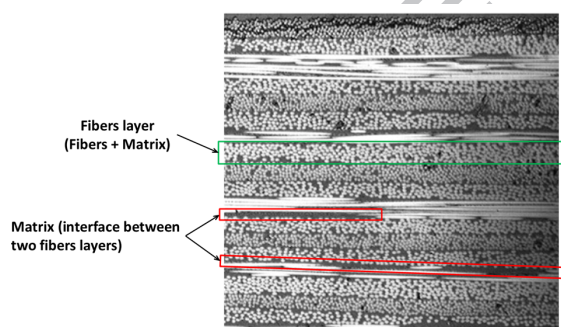 Fibers layer
(Fibers + Matrix)
Matrix (interface between
two fibers layers)